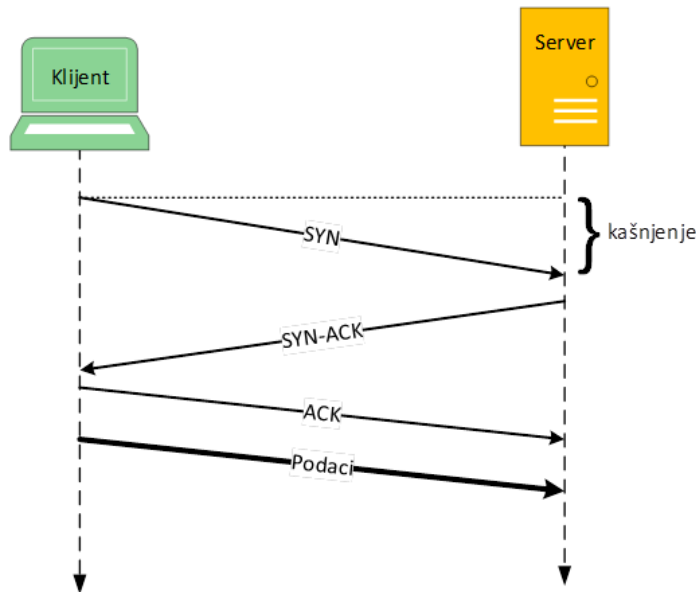 Klijent
Server
SYN
kašnjenje
SYN-ACK
ACK
Podaci